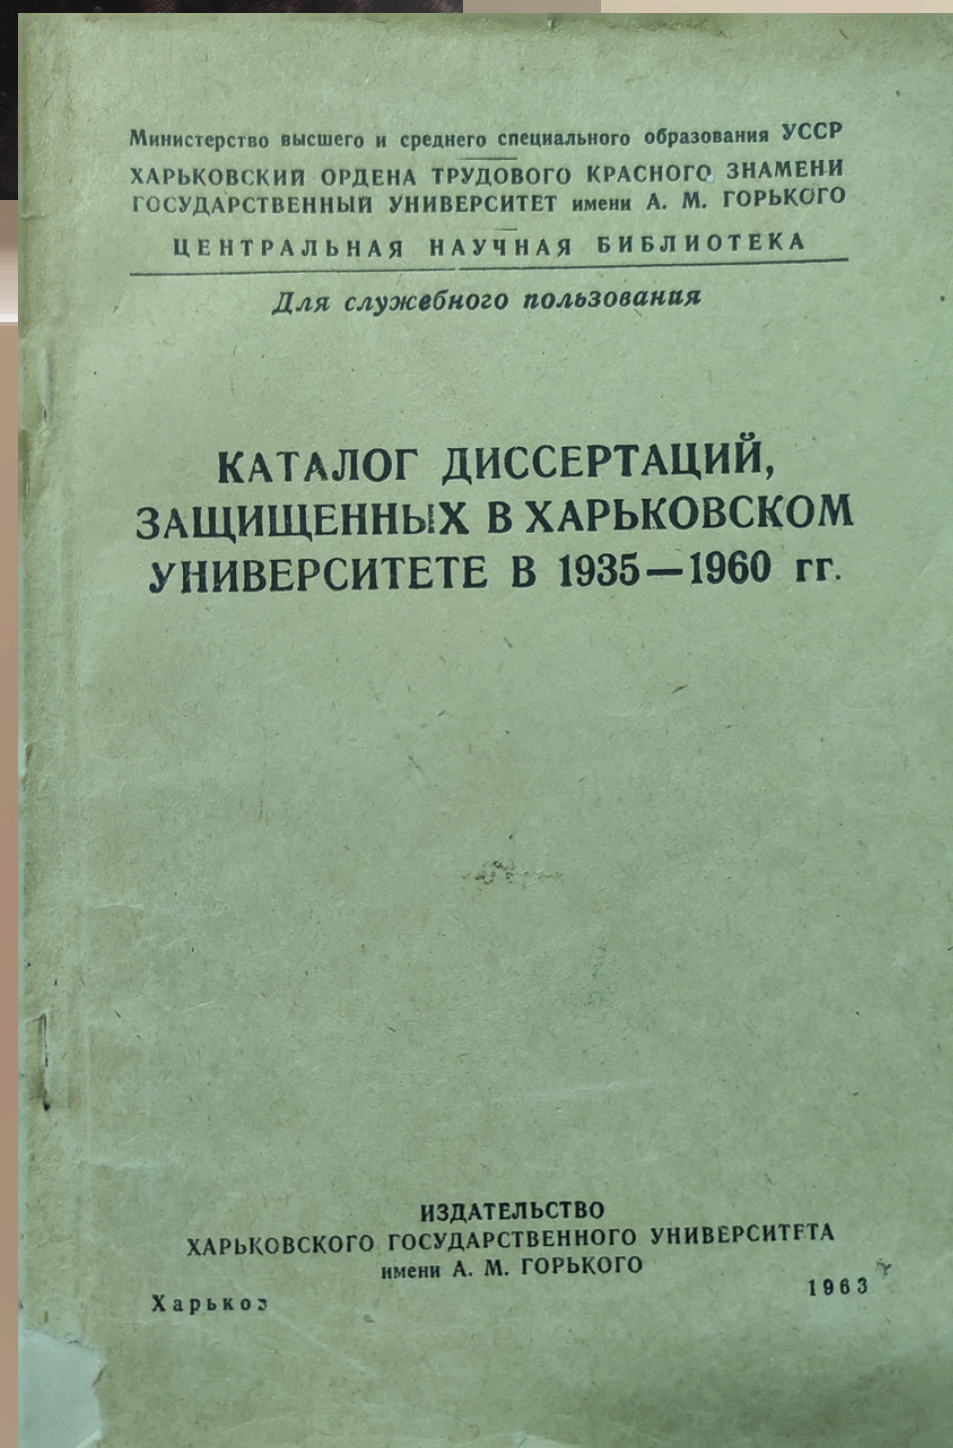 Министерство высшего и среднего специального образования УССР
ХАРЬКОВСКИЙ ОРДЕНА ТРУДОВОГО КРАСНОГО ЗНАМЕНИ
ГОСУДАРСТВЕННЫЙ УНИВЕРСИТЕТ имени А. М. ГОРЬКОГО
ЦЕНТРАЛЬНАЯ НАУЧНАЯ БИБЛИОТЕКА
Для служебного пользования
КАТАЛОГ ДИССЕРТАЦИЙ,
ЗАЩИЩЕННЫХ В ХАРЬКОВСКОМ
УНИВЕРСИТЕТЕ В 1935—1960 гг.
ИЗДАТЕЛЬСТВО
ХАРЬКОВСКОГО ГОСУДАРСТВЕННОГО УНИВЕРСИТЕТА
имени А. М. ГОРЬКОГО
Харьков 1963